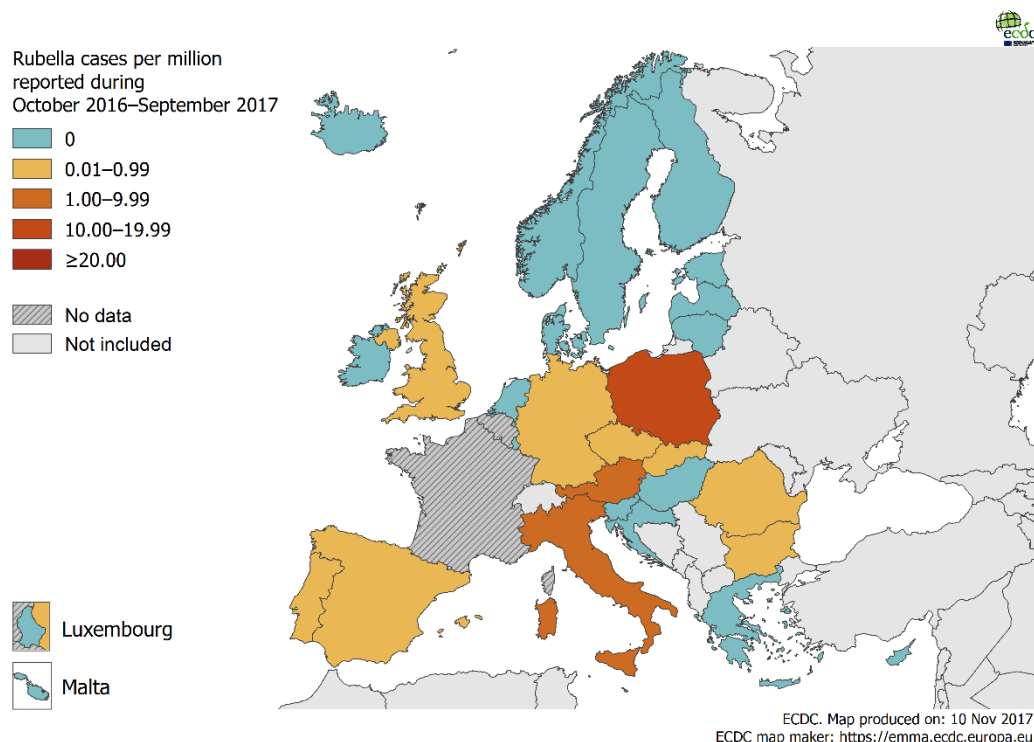 ecdc
Rubella cases per million
reported during
October 2016–September 2017
0
0.01–0.99
1.00–9.99
10.00–19.99
≥20.00
No data
Not included
Luxembourg
Malta
ECDC. Map produced on: 10 Nov 2017
ECDC map maker: https://emma.ecdc.europa.eu